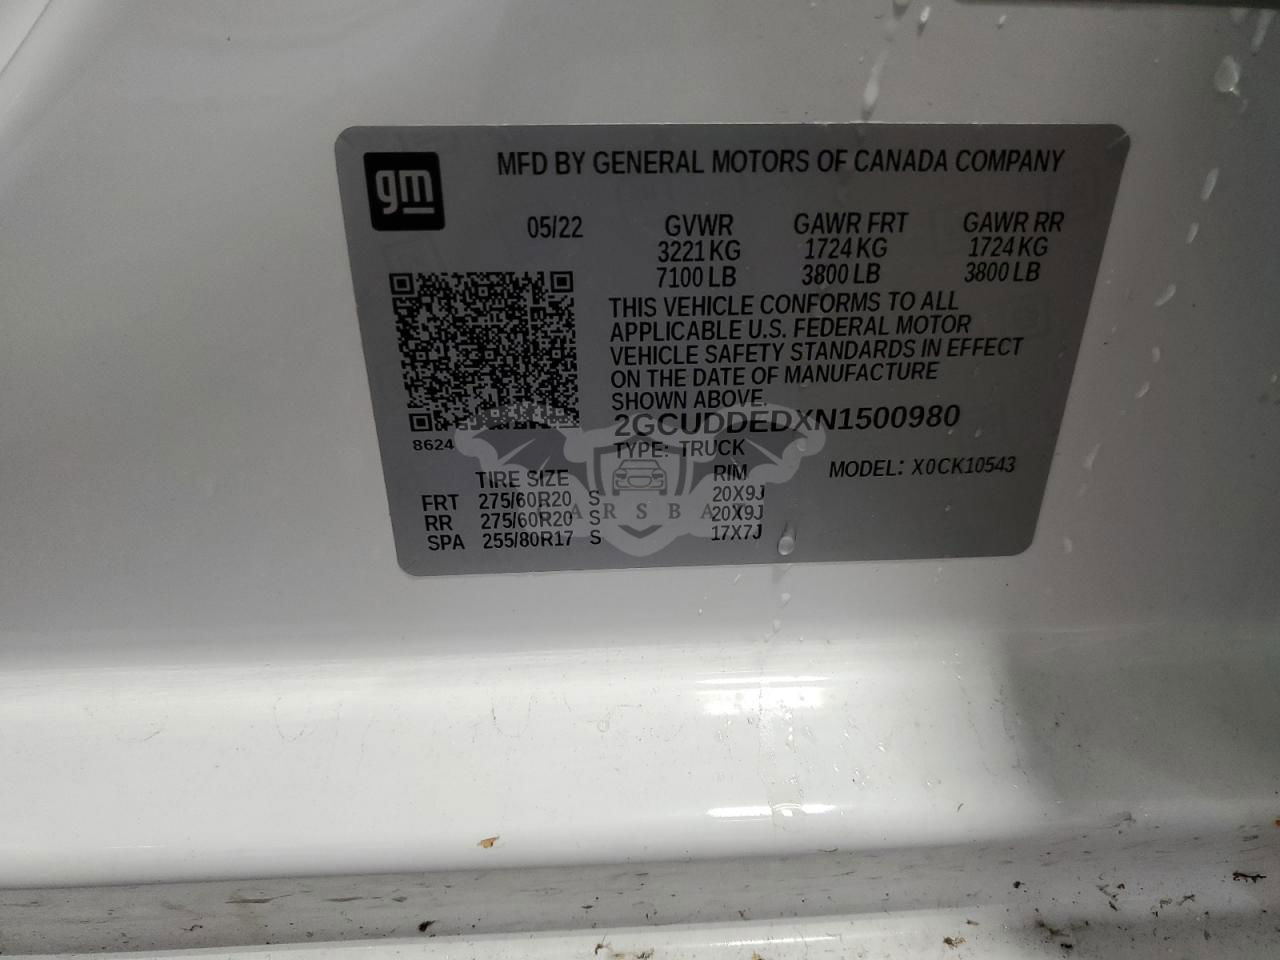 MFD BY GENERAL MOTORS OF CANADA COMPANY
gm
05/22 GVWR GAWR FRT GAWR RR
3221 KG 1724 KG 1724 KG
7100 LB 3800 LB 3800 LB
THIS VEHICLE CONFORMS TO ALL
APPLICABLE U.S. FEDERAL MOTOR
VEHICLE SAFETY STANDARDS IN EFFECT
ON THE DATE OF MANUFACTURE
SHOWN ABOVE.
2GCUDDEDXN1500980
8624
TYPE: TRUCK
MODEL: X0CK10543
TIRE SIZE RIM
FRT 275/60R20 S 20X9J
RR 275/60R20 S 20X9J
SPA 255/80R17 S 17X7J